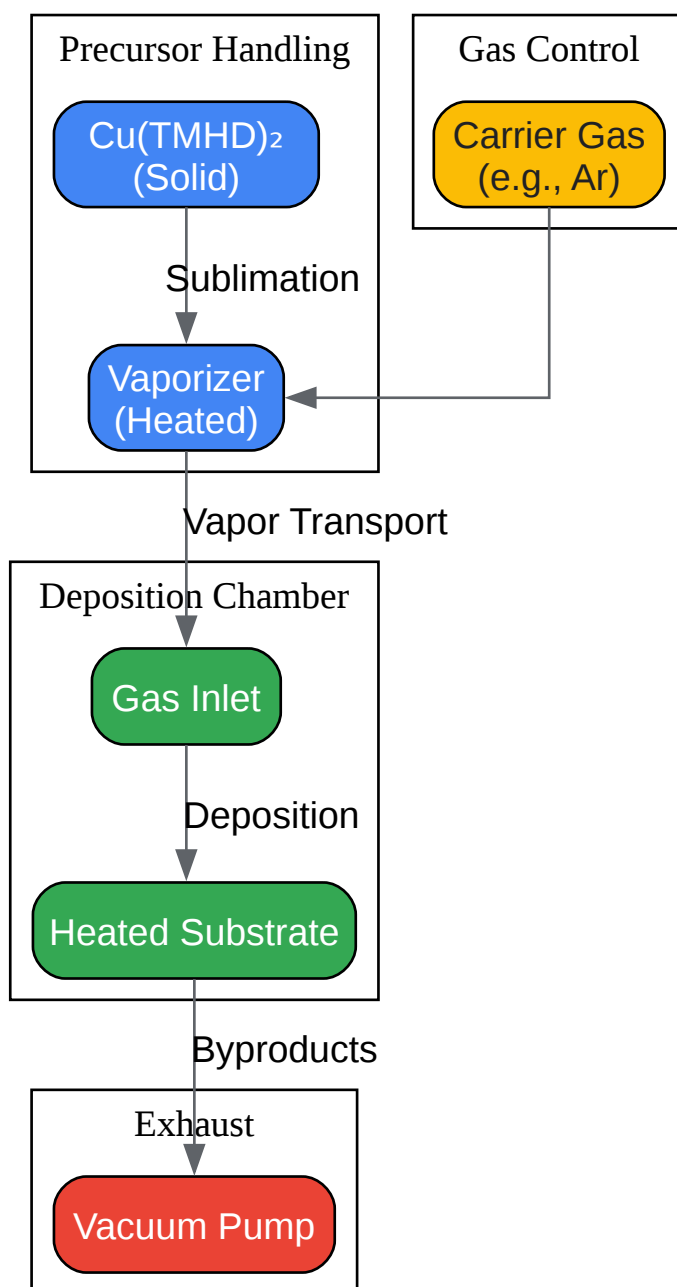 Precursor Handling
Gas Control
Cu(TMHD)₂
(Solid)
Carrier Gas
(e.g., Ar)
Sublimation
Vaporizer
(Heated)
Vapor Transport
Deposition Chamber
Gas Inlet
Deposition
Heated Substrate
Byproducts
Exhaust
Vacuum Pump